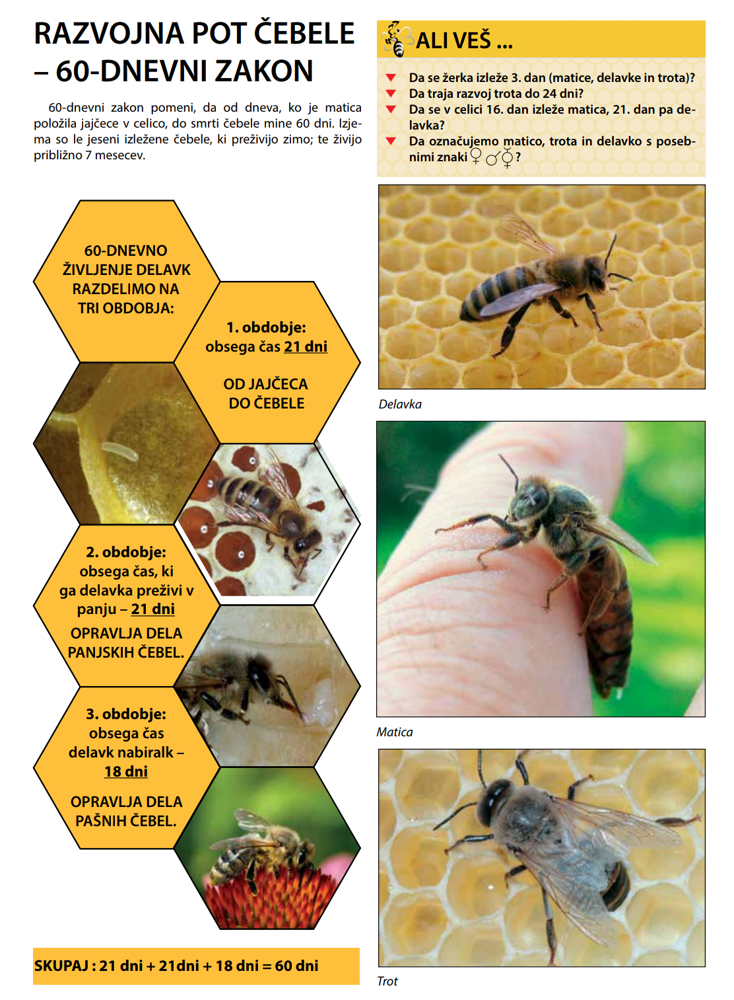 RAZVOJNA POT ČEBELE
– 60-DNEVNI ZAKON
60-dnevni zakon pomeni, da od dneva, ko je matica
položila jajčece v celico, do smrti čebele mine 60 dni. Izje-
ma so le jeseni izležene čebele, ki preživijo zimo; te živijo
približno 7 mesecev.
60-DNEVNO
ŽIVLJENJE DELAVK
RAZDELIMO NA
TRI OBDOBJA:
1. obdobje:
obsega čas 21 dni
OD JAJČECA
DO ČEBELE
2. obdobje:
obsega čas, ki
ga delavka preživi v
panju – 21 dni
OPRAVLJA DELA
PANJSKIH ČEBEL.
3. obdobje:
obsega čas
delavk nabiralk –
18 dni
OPRAVLJA DELA
PAŠNIH ČEBEL.
SKUPAJ : 21 dni + 21dni + 18 dni = 60 dni
ALI VEŠ ...
Da se žerka izleže 3. dan (matice, delavke in trota)?
Da traja razvoj trota do 24 dni?
Da se v celici 16. dan izleže matica, 21. dan pa de-
lavka?
Da označujemo matico, trota in delavko s poseb-
nimi znaki ♀ ♂ ⚥ ?
Delavka
Matica
Trot